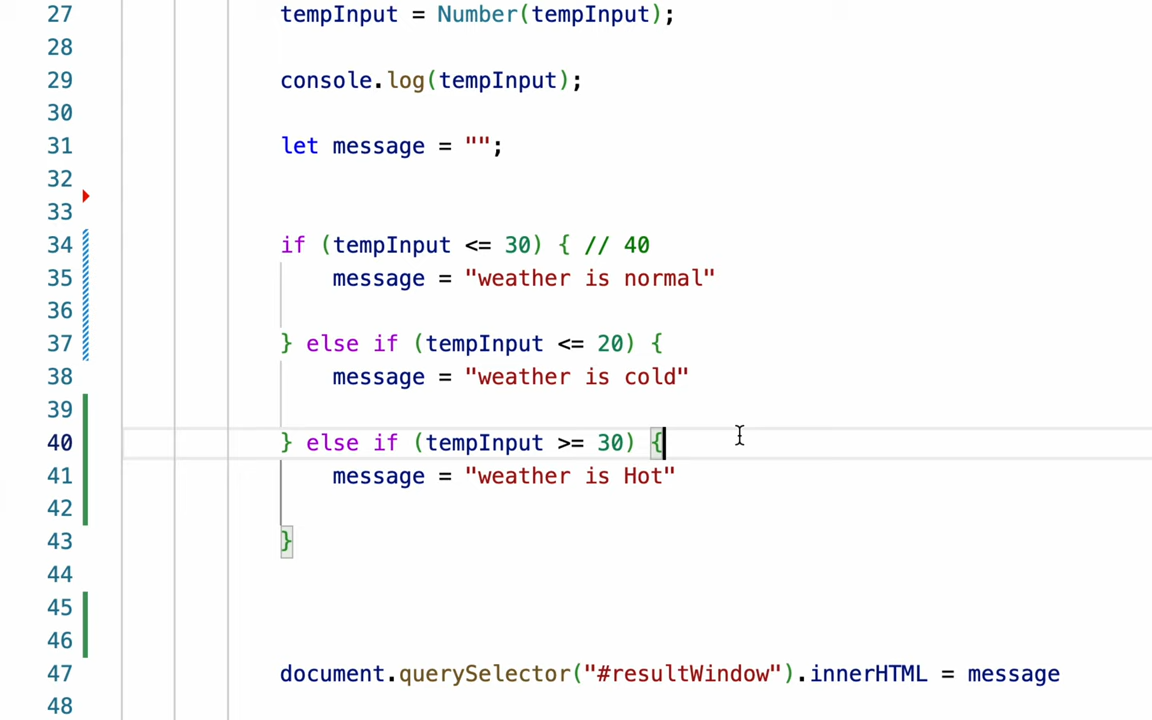 27 tempInput = Number(tempInput);
28
29 console.log(tempInput);
30
31 let message = "";
32
33
34 if (tempInput <= 30) { // 40
35 message = "weather is normal"
36
37 } else if (tempInput <= 20) {
38 message = "weather is cold"
39
40 } else if (tempInput >= 30) {
41 message = "weather is Hot"
42
43 }
44
45
46
47 document.querySelector("#resultWindow").innerHTML = message
48